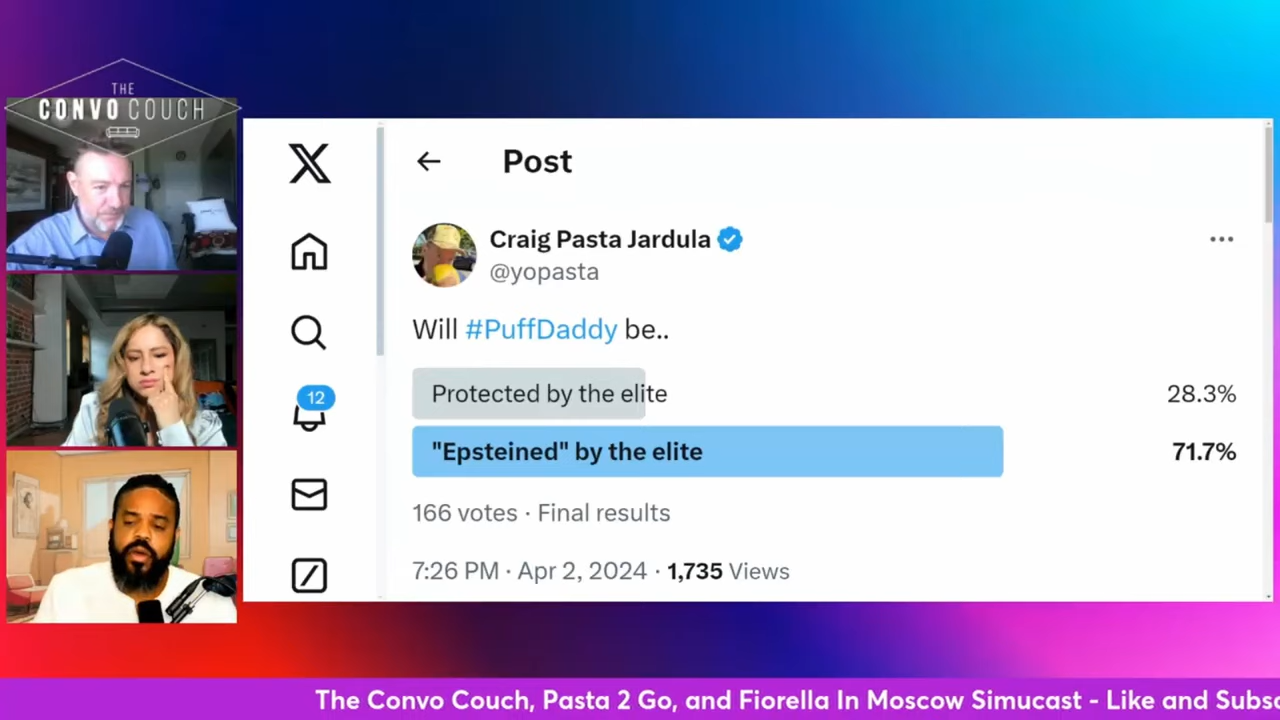 THE
CONVO COUCH
Post
Craig Pasta Jardula
@yopasta
Will #PuffDaddy be..
Protected by the elite 28.3%
12
"Epsteined" by the elite 71.7%
166 votes · Final results
7:26 PM · Apr 2, 2024 · 1,735 Views
The Convo Couch, Pasta 2 Go, and Fiorella In Moscow Simucast - Like and Subsc